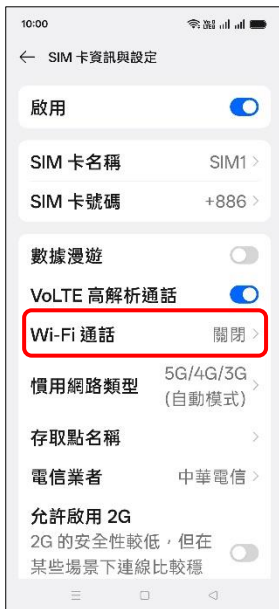 10:00
← SIM 卡資訊與設定
啟用
SIM 卡名稱 SIM1 >
SIM 卡號碼 +886 >
數據漫遊
VoLTE 高解析通話
Wi-Fi 通話 關閉 >
慣用網路類型 5G/4G/3G (自動模式) >
存取點名稱 >
電信業者 中華電信 >
允許啟用 2G
2G 的安全性較低，但在
某些場景下連線比較穩